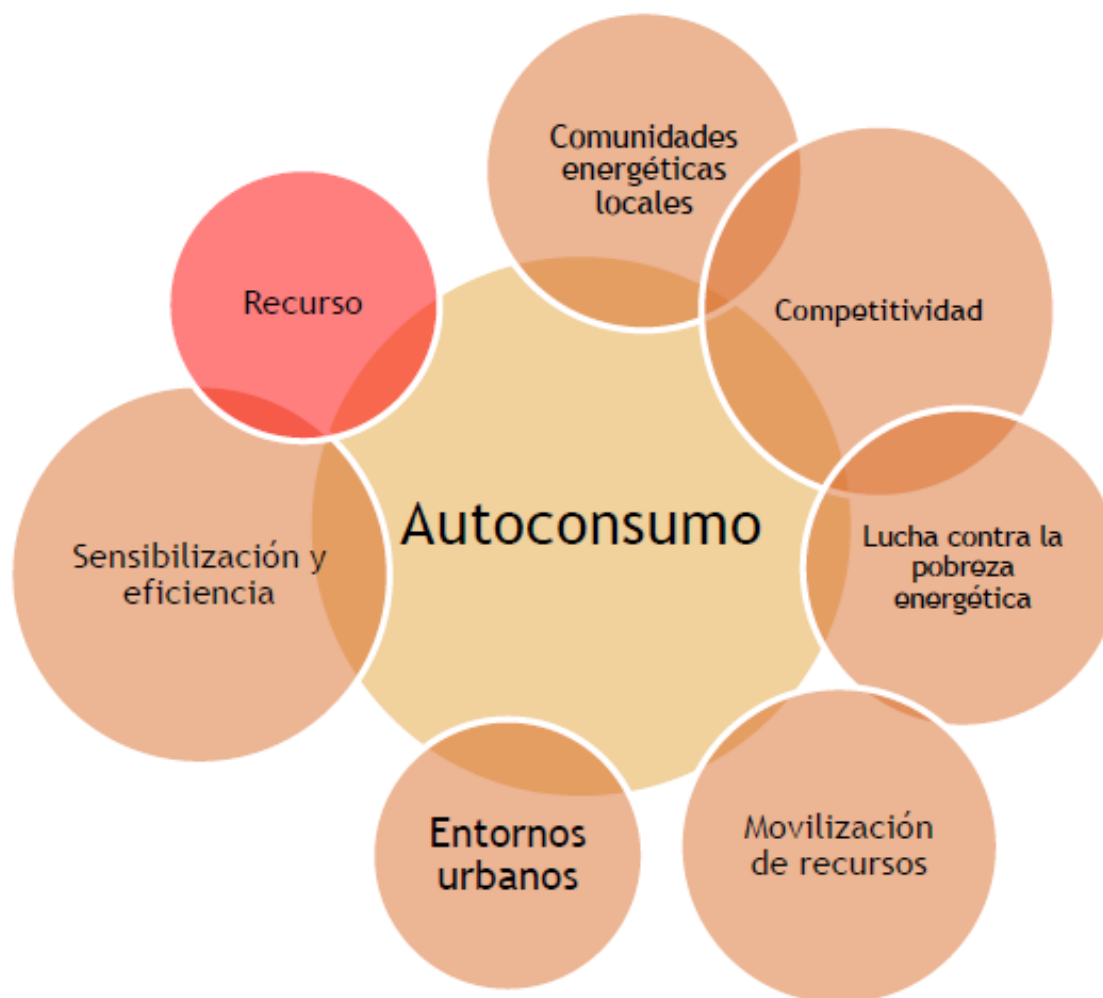 Comunidades
energéticas
locales
Recurso
Competitividad
Autoconsumo
Sensibilización y
eficiencia
Lucha contra la
pobreza
energética
Entornos
urbanos
Movilización
de recursos